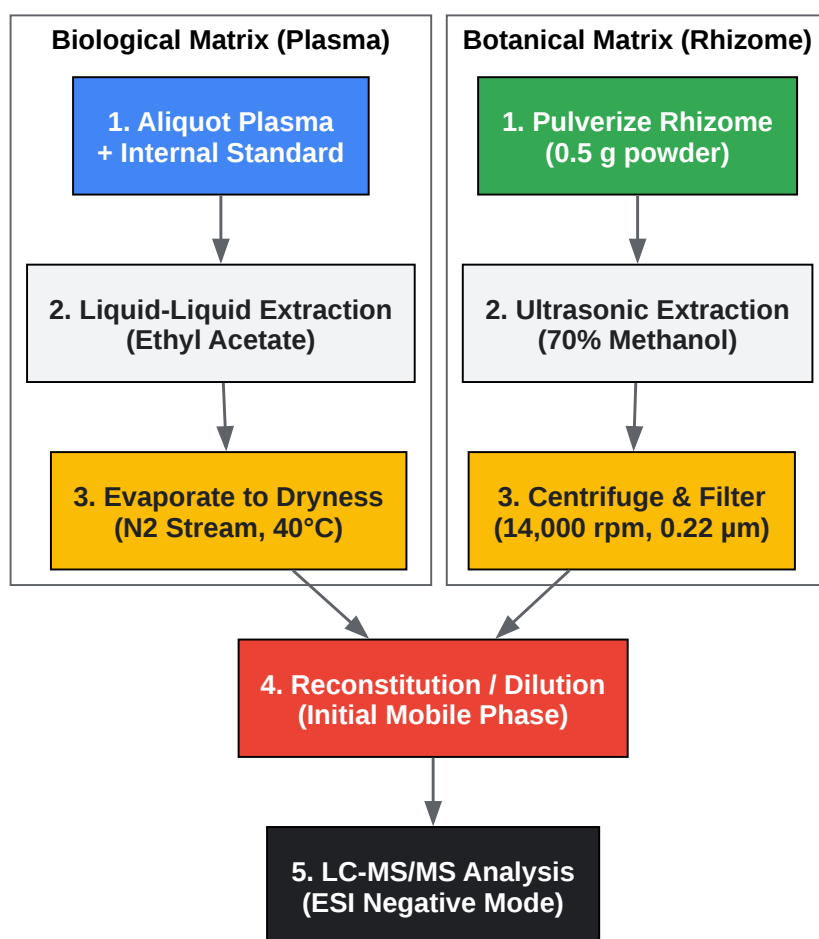 Biological Matrix (Plasma)
1. Aliquot Plasma
+ Internal Standard
2. Liquid-Liquid Extraction
(Ethyl Acetate)
3. Evaporate to Dryness
(N2 Stream, 40°C)
Botanical Matrix (Rhizome)
1. Pulverize Rhizome
(0.5 g powder)
2. Ultrasonic Extraction
(70% Methanol)
3. Centrifuge & Filter
(14,000 rpm, 0.22 µm)
4. Reconstitution / Dilution
(Initial Mobile Phase)
5. LC-MS/MS Analysis
(ESI Negative Mode)